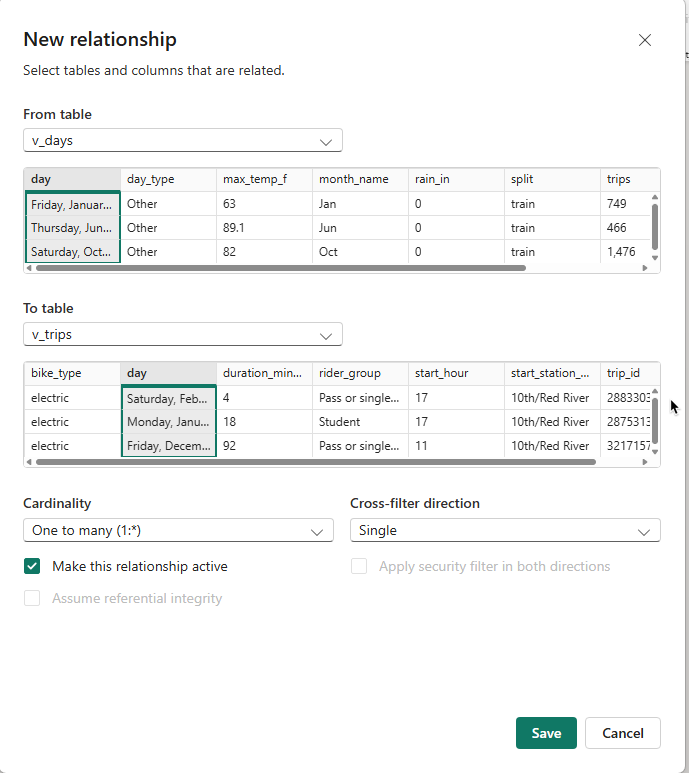 New relationship
Select tables and columns that are related.
From table
v_days
day day_type max_temp_f month_name rain_in split trips
Friday, Januar... Other 63 Jan 0 train 749
Thursday, Jun... Other 89.1 Jun 0 train 466
Saturday, Oct... Other 82 Oct 0 train 1,476
To table
v_trips
bike_type day duration_min... rider_group start_hour start_station_... trip_id
electric Saturday, Feb... 4 Pass or single... 17 10th/Red River 2883303
electric Monday, Janu... 18 Student 17 10th/Red River 2875313
electric Friday, Decem... 92 Pass or single... 11 10th/Red River 3217157
Cardinality Cross-filter direction
One to many (1:*) Single
Make this relationship active Apply security filter in both directions
Assume referential integrity
Save Cancel